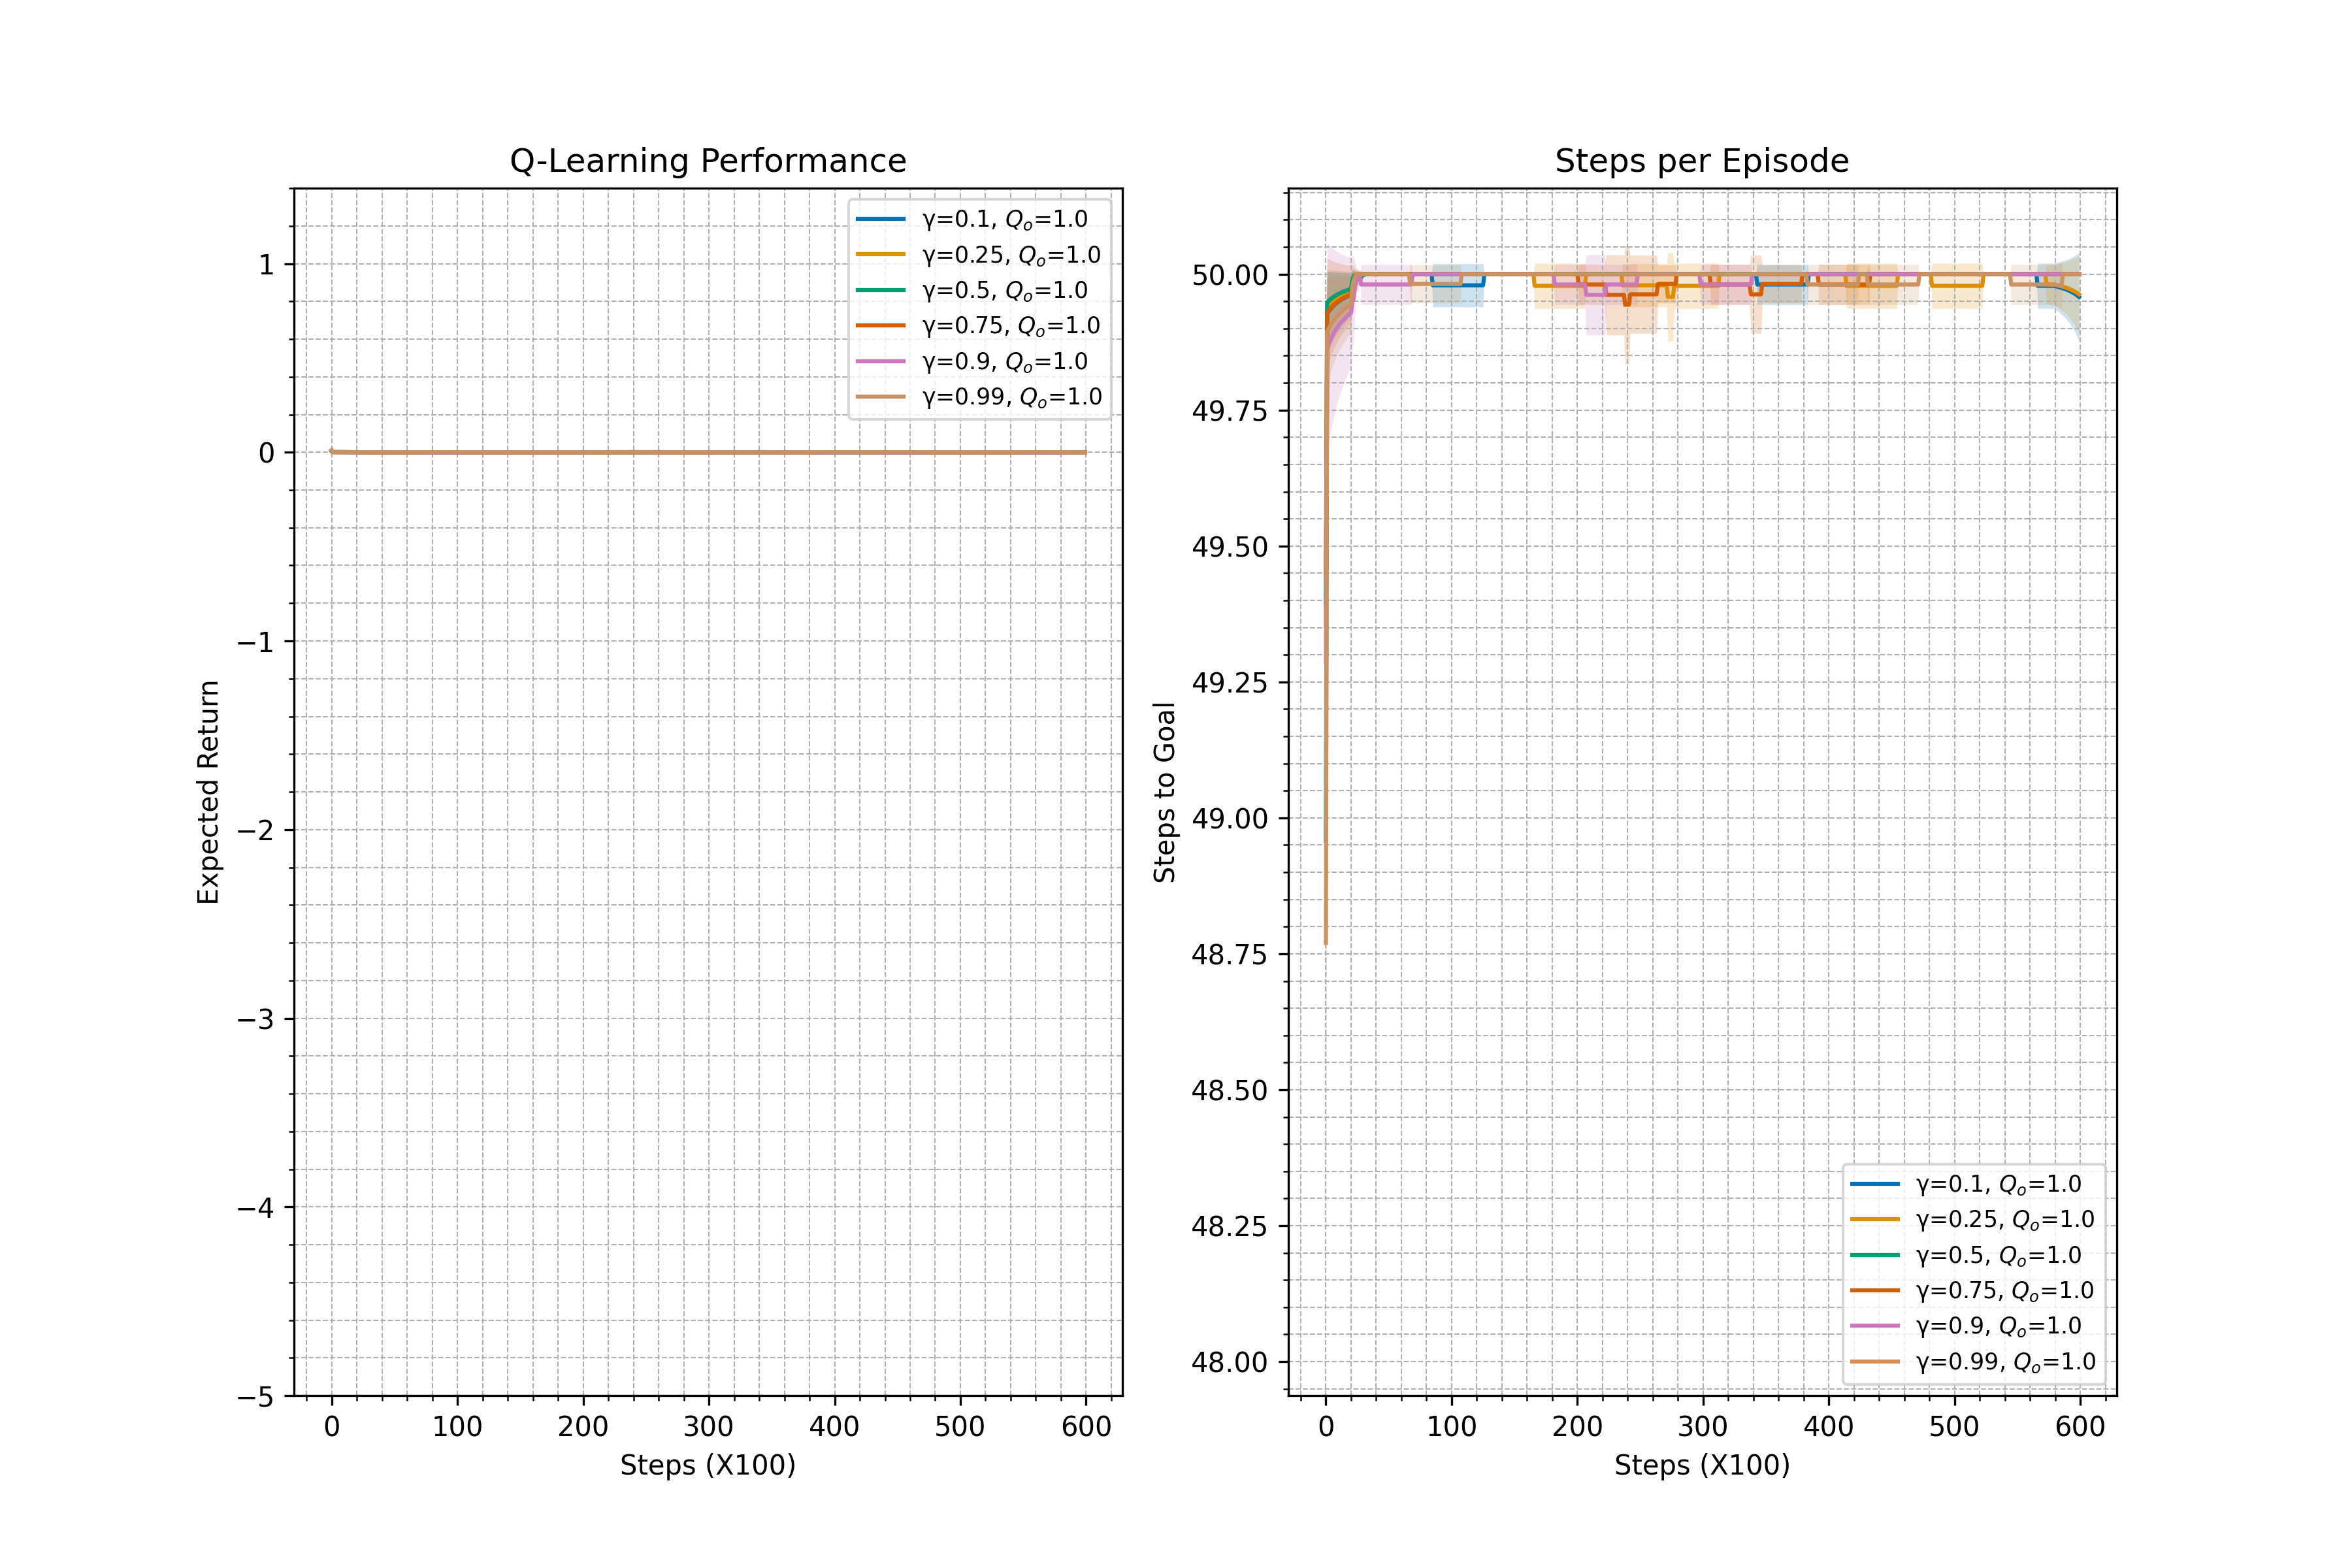 Q-Learning Performance
1
0
−1
−2
−3
−4
−5
Expected Return
0 100 200 300 400 500 600
Steps (X100)
γ=0.1, Qo=1.0
γ=0.25, Qo=1.0
γ=0.5, Qo=1.0
γ=0.75, Qo=1.0
γ=0.9, Qo=1.0
γ=0.99, Qo=1.0
Steps per Episode
50.00
49.75
49.50
49.25
49.00
48.75
48.50
48.25
48.00
Steps to Goal
0 100 200 300 400 500 600
Steps (X100)
γ=0.1, Qo=1.0
γ=0.25, Qo=1.0
γ=0.5, Qo=1.0
γ=0.75, Qo=1.0
γ=0.9, Qo=1.0
γ=0.99, Qo=1.0